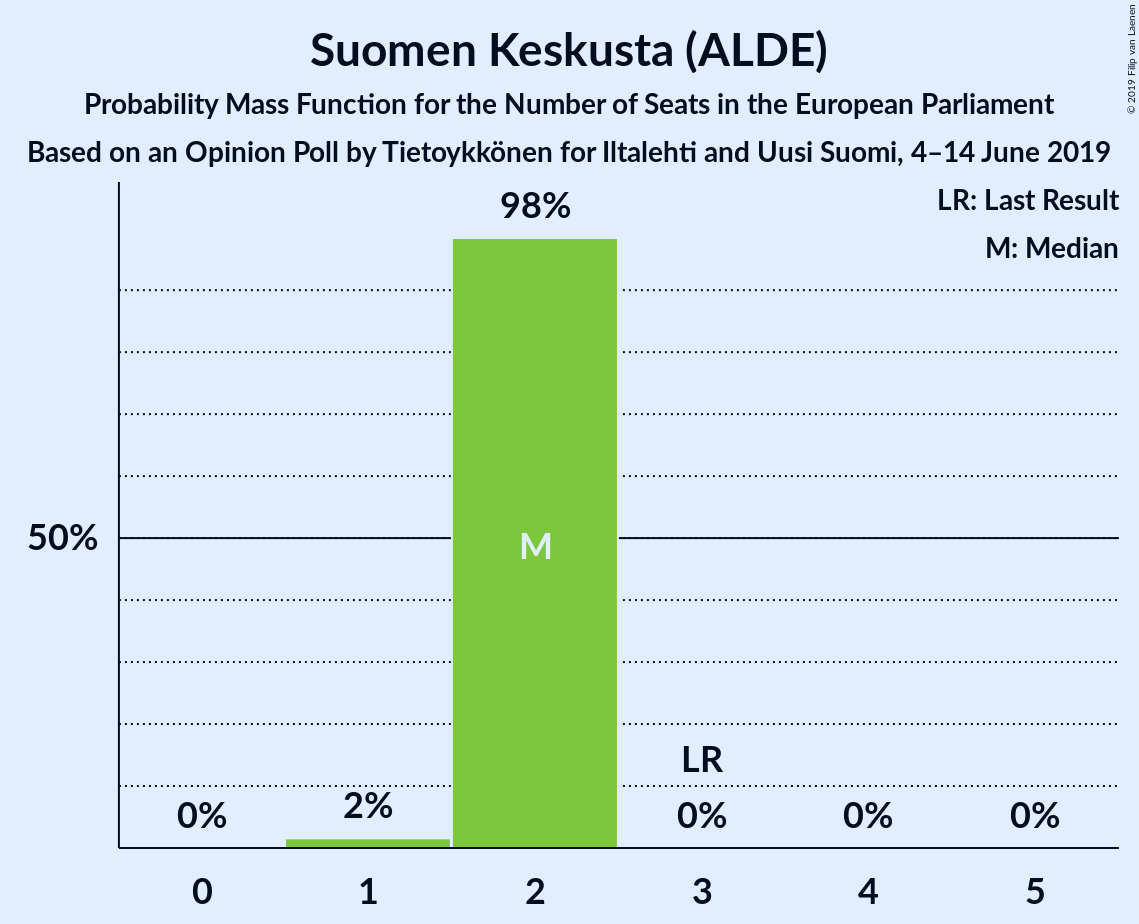 Suomen Keskusta (ALDE)
Probability Mass Function for the Number of Seats in the European Parliament
Based on an Opinion Poll by Tietoykkönen for Iltalehti and Uusi Suomi, 4–14 June 2019
© 2019 Filip van Laenen
LR: Last Result
M: Median
98%
50%
M
LR
0%
2%
0%
0%
0%
0
1
2
3
4
5